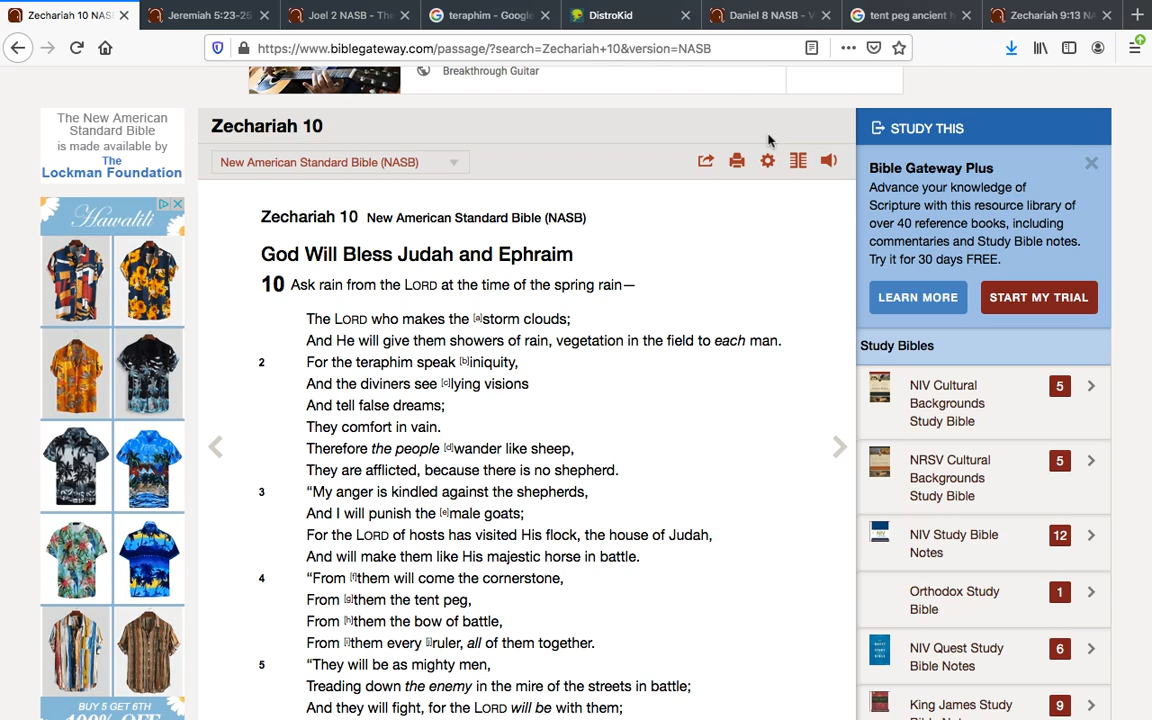 Zechariah 10 NASB
Jeremiah 5:23-25
Joel 2 NASB - The
teraphim - Google
DistroKid
Daniel 8 NASB - V
tent peg ancient h
Zechariah 9:13 NA
https://www.biblegateway.com/passage/?search=Zechariah+10&version=NASB
Breakthrough Guitar
The New American
Standard Bible
is made available by
The
Lockman Foundation
Hawalili
BUY 5 GET 6TH
100% OFF
Zechariah 10
New American Standard Bible (NASB)
Zechariah 10 New American Standard Bible (NASB)
God Will Bless Judah and Ephraim
10 Ask rain from the LORD at the time of the spring rain—
The LORD who makes the [a]storm clouds;
And He will give them showers of rain, vegetation in the field to each man.
2 For the teraphim speak [b]iniquity,
And the diviners see [c]lying visions
And tell false dreams;
They comfort in vain.
Therefore the people [d]wander like sheep,
They are afflicted, because there is no shepherd.
3 “My anger is kindled against the shepherds,
And I will punish the [e]male goats;
For the LORD of hosts has visited His flock, the house of Judah,
And will make them like His majestic horse in battle.
4 “From [f]them will come the cornerstone,
From [g]them the tent peg,
From [h]them the bow of battle,
From [i]them every [j]ruler, all of them together.
5 “They will be as mighty men,
Treading down the enemy in the mire of the streets in battle;
And they will fight, for the LORD will be with them;
STUDY THIS
Bible Gateway Plus
Advance your knowledge of
Scripture with this resource library of
over 40 reference books, including
commentaries and Study Bible notes.
Try it for 30 days FREE.
LEARN MORE
START MY TRIAL
Study Bibles
NIV Cultural
Backgrounds
Study Bible
5
NRSV Cultural
Backgrounds
Study Bible
5
NIV Study Bible
Notes
12
Orthodox Study
Bible
1
NIV Quest Study
Bible Notes
6
King James Study
9